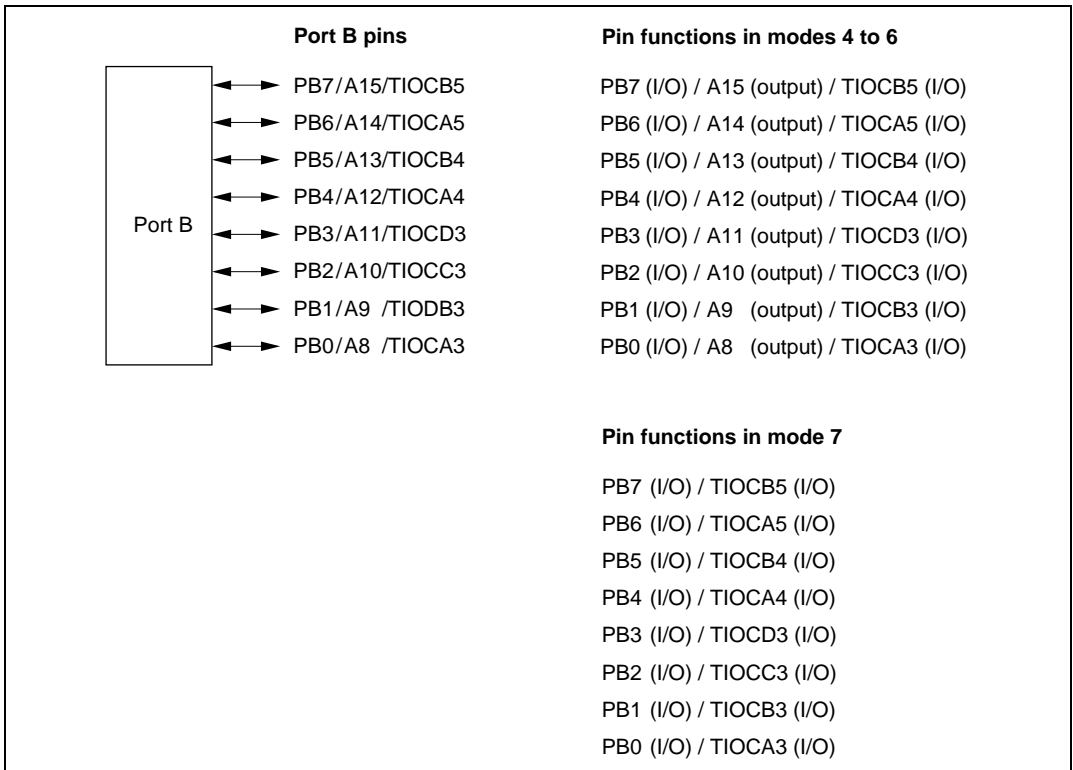 Port B pins
Port B
PB7/A15/TIOCB5
PB6/A14/TIOCA5
PB5/A13/TIOCB4
PB4/A12/TIOCA4
PB3/A11/TIOCD3
PB2/A10/TIOCC3
PB1/A9 /TIODB3
PB0/A8 /TIOCA3
Pin functions in modes 4 to 6
PB7 (I/O) / A15 (output) / TIOCB5 (I/O)
PB6 (I/O) / A14 (output) / TIOCA5 (I/O)
PB5 (I/O) / A13 (output) / TIOCB4 (I/O)
PB4 (I/O) / A12 (output) / TIOCA4 (I/O)
PB3 (I/O) / A11 (output) / TIOCD3 (I/O)
PB2 (I/O) / A10 (output) / TIOCC3 (I/O)
PB1 (I/O) / A9 (output) / TIOCB3 (I/O)
PB0 (I/O) / A8 (output) / TIOCA3 (I/O)
Pin functions in mode 7
PB7 (I/O) / TIOCB5 (I/O)
PB6 (I/O) / TIOCA5 (I/O)
PB5 (I/O) / TIOCB4 (I/O)
PB4 (I/O) / TIOCA4 (I/O)
PB3 (I/O) / TIOCD3 (I/O)
PB2 (I/O) / TIOCC3 (I/O)
PB1 (I/O) / TIOCB3 (I/O)
PB0 (I/O) / TIOCA3 (I/O)